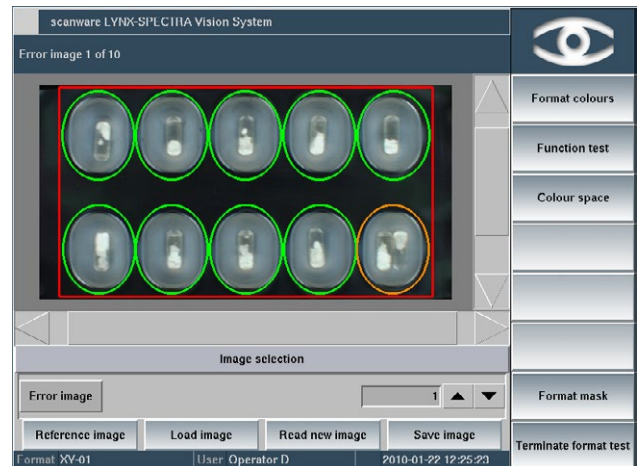 scanware LYNX-SPECTRA Vision System
Error image 1 of 10
Format colours
Function test
Colour space
Image selection
Error image
1
Format mask
Reference image
Load image
Read new image
Save image
Terminate format test
Format XV-01
User Operator D
2010-01-22 12:25:23